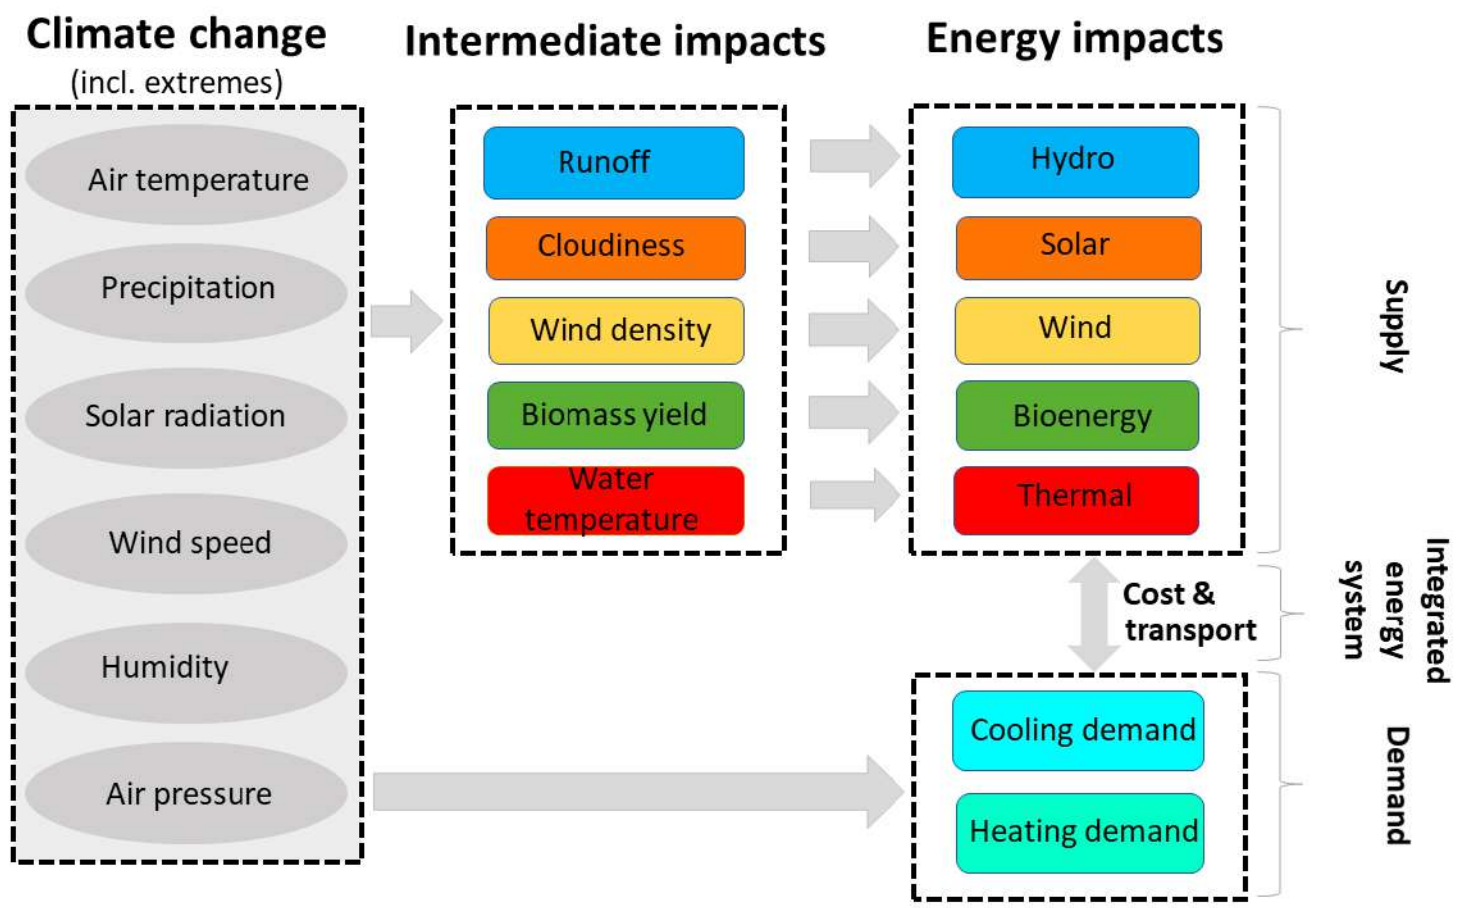 Climate change
(incl. extremes)
Air temperature
Precipitation
Solar radiation
Wind speed
Humidity
Air pressure
Intermediate impacts
Runoff
Cloudiness
Wind density
Biomass yield
Water
temperature
Energy impacts
Hydro
Solar
Wind
Bioenergy
Thermal
Cost &
transport
Cooling demand
Heating demand
Supply
Integrated
energy
system
Demand